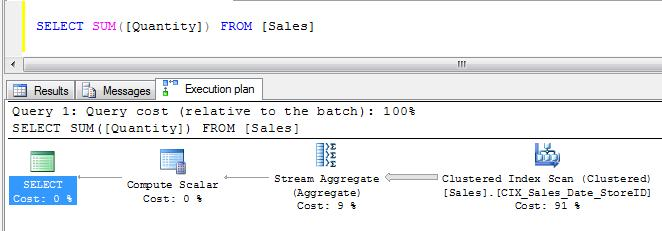 SELECT SUM([Quantity]) FROM [Sales]
Results Messages Execution plan
Query 1: Query cost (relative to the batch): 100%
SELECT SUM([Quantity]) FROM [Sales]
SELECT
Cost: 0 %
Compute Scalar
Cost: 0 %
Stream Aggregate
(Aggregate)
Cost: 9 %
Clustered Index Scan (Clustered)
[Sales].[CIX_Sales_Date_StoreID]
Cost: 91 %